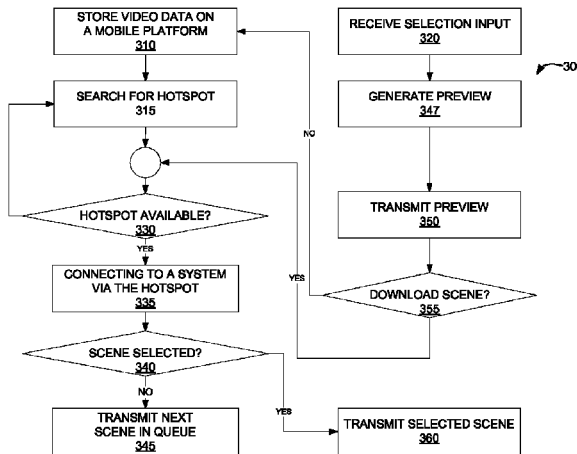 STORE VIDEO DATA ON
A MOBILE PLATFORM
310
RECEIVE SELECTION INPUT
320
30
SEARCH FOR HOTSPOT
315
GENERATE PREVIEW
347
NO
TRANSMIT PREVIEW
350
HOTSPOT AVAILABLE?
330
YES
CONNECTING TO A SYSTEM
VIA THE HOTSPOT
335
YES
DOWNLOAD SCENE?
355
SCENE SELECTED?
340
NO
YES
TRANSMIT NEXT
SCENE IN QUEUE
345
TRANSMIT SELECTED SCENE
360